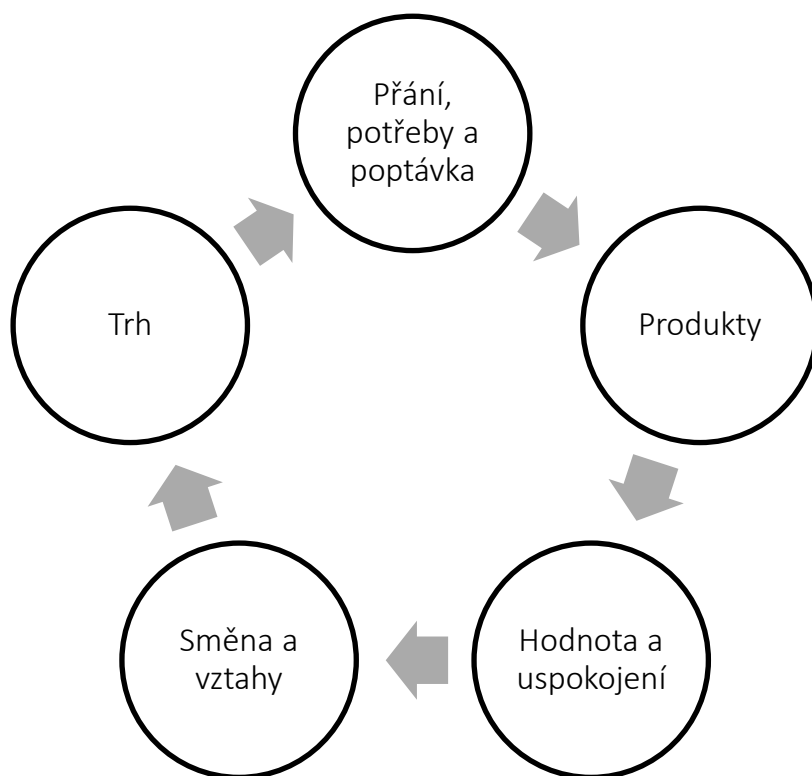 Přání,
potřeby a
poptávka
Produkty
Hodnota a
uspokojení
Směna a
vztahy
Trh